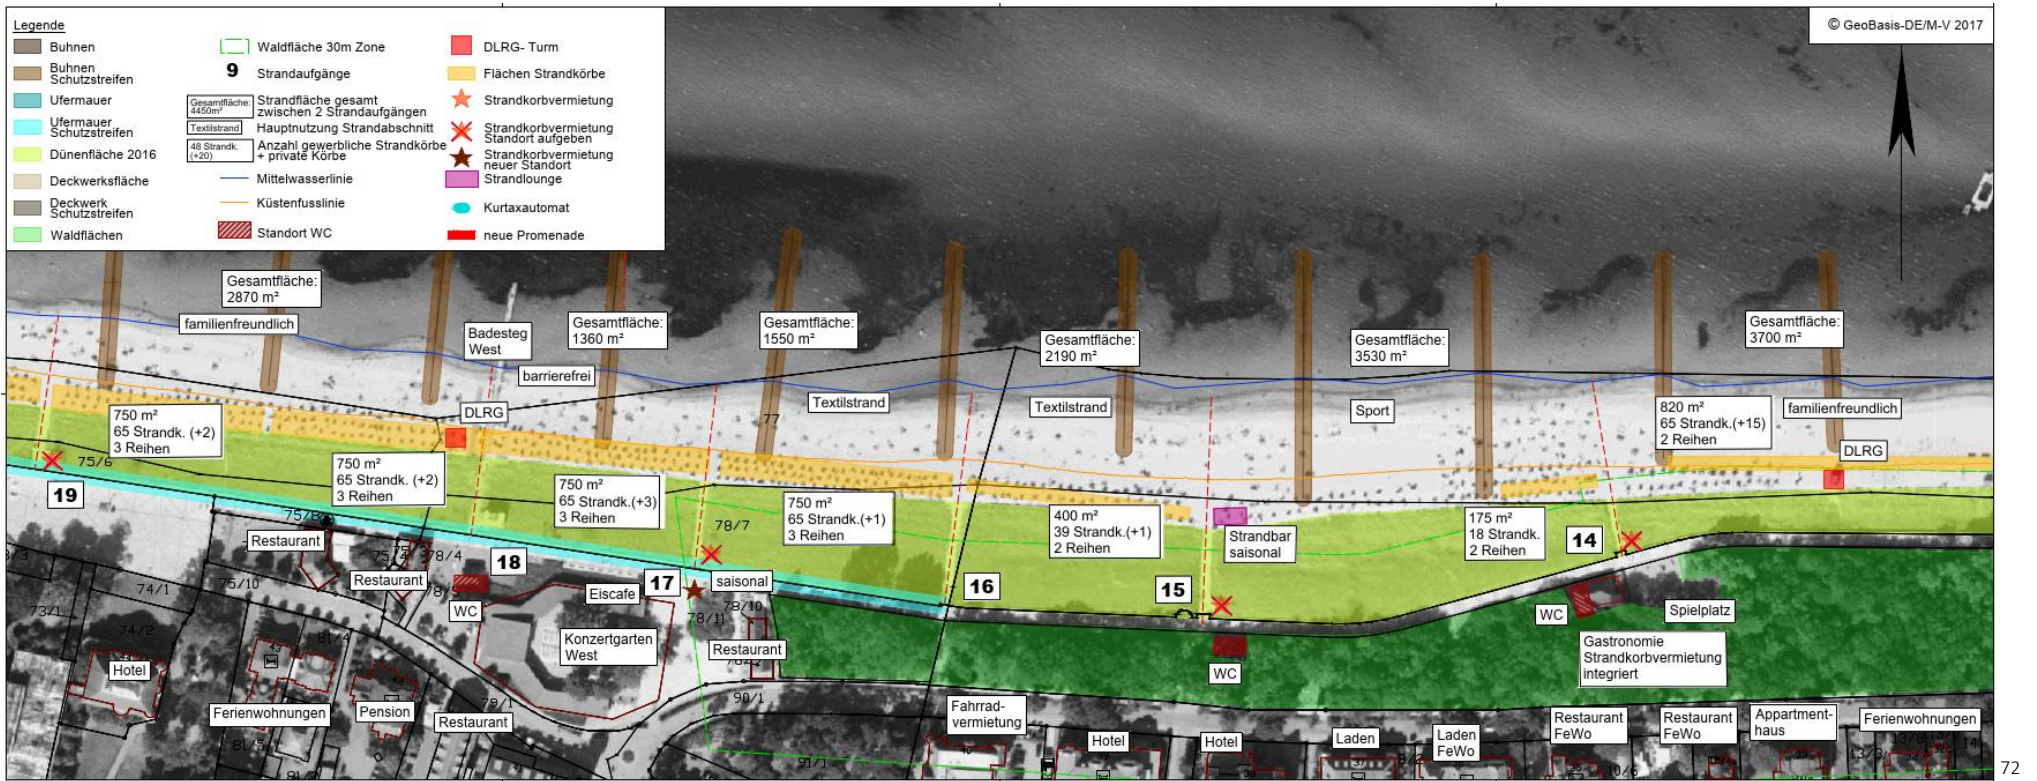 Legende
Buhnen
Buhnen
Schutzstreifen
Ufermauer
Ufermauer
Schutzstreifen
Dünenfläche 2016
Deckwerksfläche
Deckwerk
Schutzstreifen
Waldflächen
Waldfläche 30m Zone
9
Strandaufgänge
Gesamtfläche:
4450m²
Strandfläche gesamt
zwischen 2 Strandaufgängen
Textilstrand
Hauptnutzung Strandabschnitt
48 Strandk.
(+20)
Anzahl gewerbliche Strandkörbe
+ private Körbe
Mittelwasserlinie
Küstenfusslinie
Standort WC
DLRG- Turm
Flächen Strandkörbe
Strandkorbvermietung
Strandkorbvermietung
Standort aufgeben
Strandkorbvermietung
neuer Standort
Strandlounge
Kurtaxautomat
neue Promenade
© GeoBasis-DE/M-V 2017
Gesamtfläche:
2870 m²
familienfreundlich
Badesteg
West
Gesamtfläche:
1360 m²
Gesamtfläche:
1550 m²
Gesamtfläche:
2190 m²
Gesamtfläche:
3530 m²
Gesamtfläche:
3700 m²
barrierefrei
Textilstrand
Textilstrand
Sport
familienfreundlich
DLRG
77
DLRG
750 m²
65 Strandk. (+2)
3 Reihen
750 m²
65 Strandk. (+2)
3 Reihen
750 m²
65 Strandk.(+3)
3 Reihen
750 m²
65 Strandk.(+1)
3 Reihen
400 m²
39 Strandk.(+1)
2 Reihen
175 m²
18 Strandk.
2 Reihen
820 m²
65 Strandk.(+15)
2 Reihen
75/6
19
75/8
Restaurant
78/4
Restaurant
18
WC
Eiscafe
17
78/7
saisonal
78/10
78/11
Restaurant
Konzertgarten
West
16
15
Strandbar
saisonal
14
WC
WC
Spielplatz
Gastronomie
Strandkorbvermietung
integriert
74/1
75/10
73/1
74/2
81/4
Hotel
Ferienwohnungen
Pension
79/1
Restaurant
90/1
91/1
81/5
Fahrrad-
vermietung
Hotel
Hotel
Laden
Laden
FeWo
Restaurant
FeWo
Restaurant
FeWo
Appartment-
haus
Ferienwohnungen
10/6
13/3
13/8
14
72